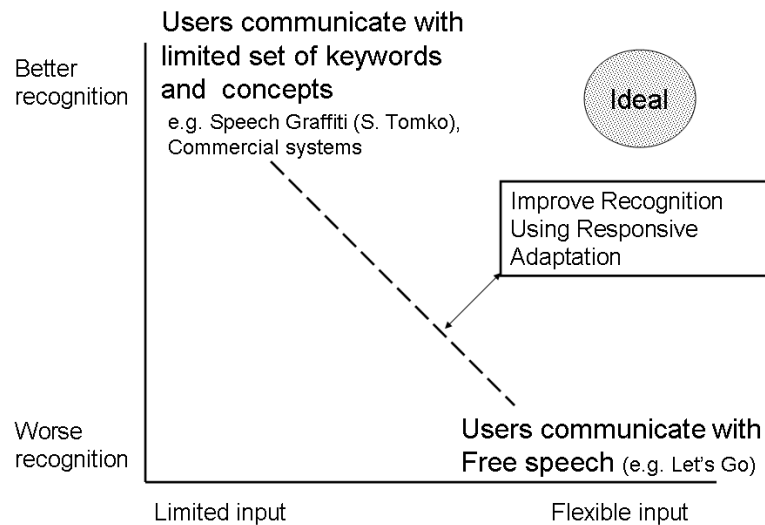 Users communicate with
limited set of keywords
and concepts
e.g. Speech Graffiti (S. Tomko),
Commercial systems
Better
recognition
Ideal
Improve Recognition
Using Responsive
Adaptation
Worse
recognition
Users communicate with
Free speech (e.g. Let's Go)
Limited input
Flexible input